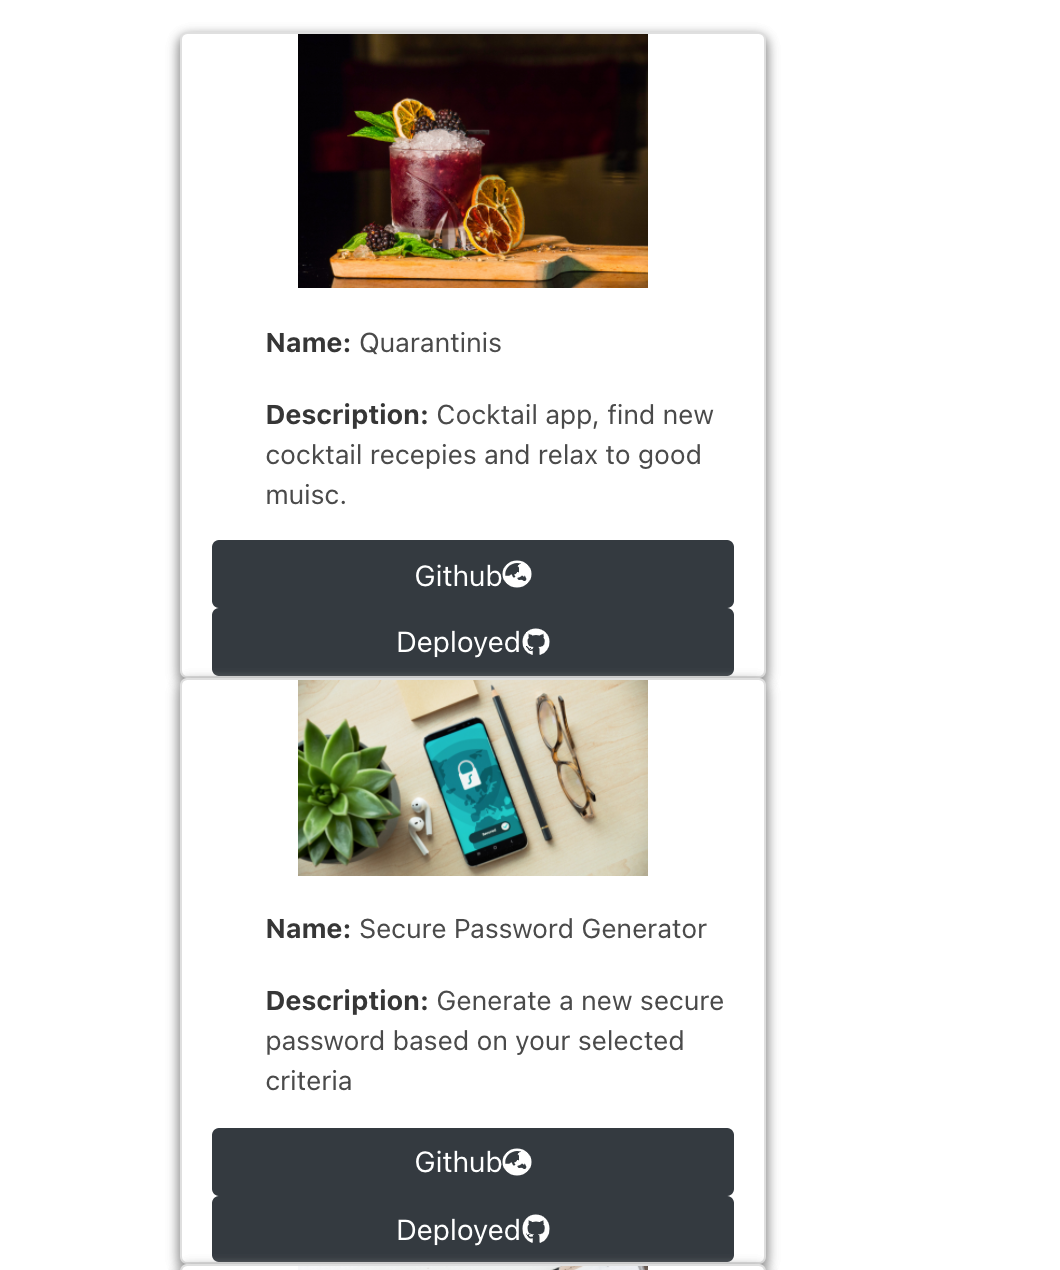 Name: Quarantinis
Description: Cocktail app, find new
cocktail recepies and relax to good
muisc.
Github
Deployed
Name: Secure Password Generator
Description: Generate a new secure
password based on your selected
criteria
Github
Deployed